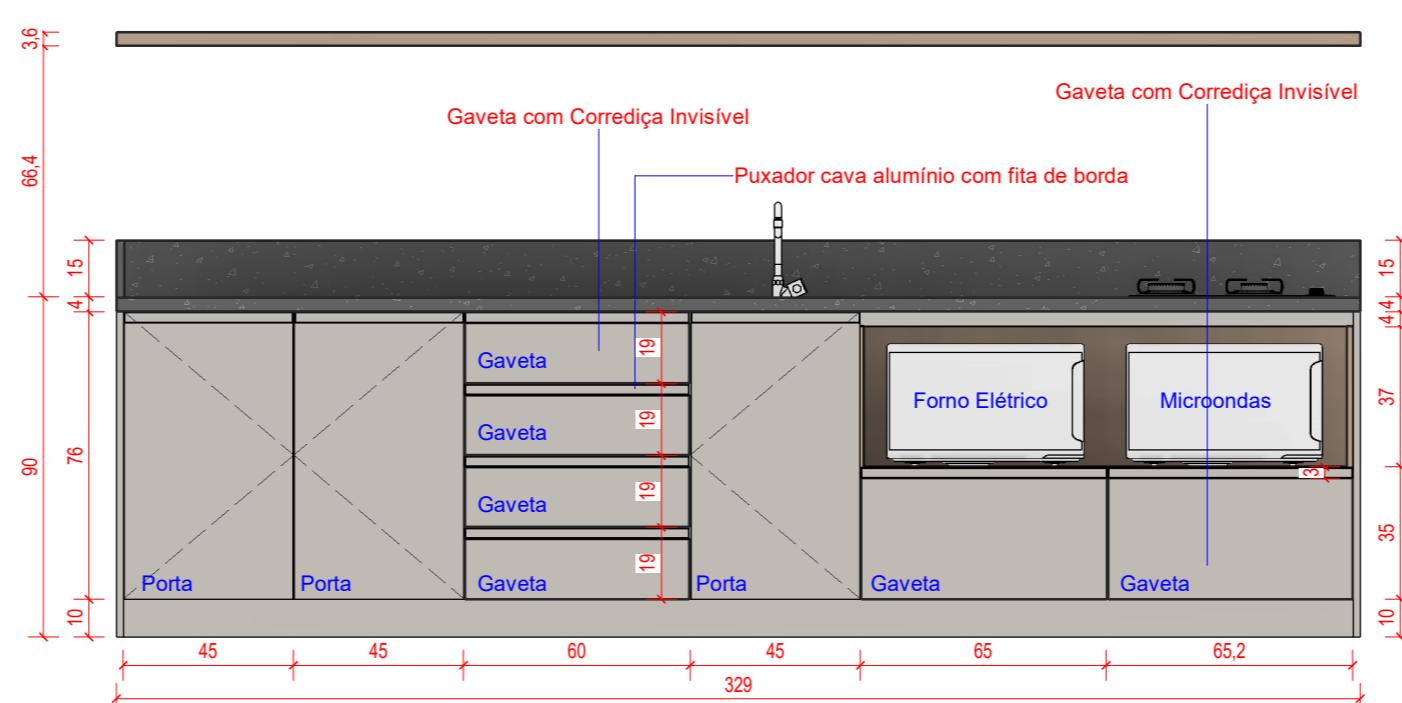 3,6
Gaveta com Corrediça Invisível
Gaveta com Corrediça Invisível
66,4
Puxador cava alumínio com fita de borda
15
15
4
4
4
19
Gaveta
Forno Elétrico
Microondas
37
19
Gaveta
90
76
3
19
Gaveta
35
19
Porta
Porta
Gaveta
Porta
Gaveta
Gaveta
10
10
45
45
60
45
65
65,2
329